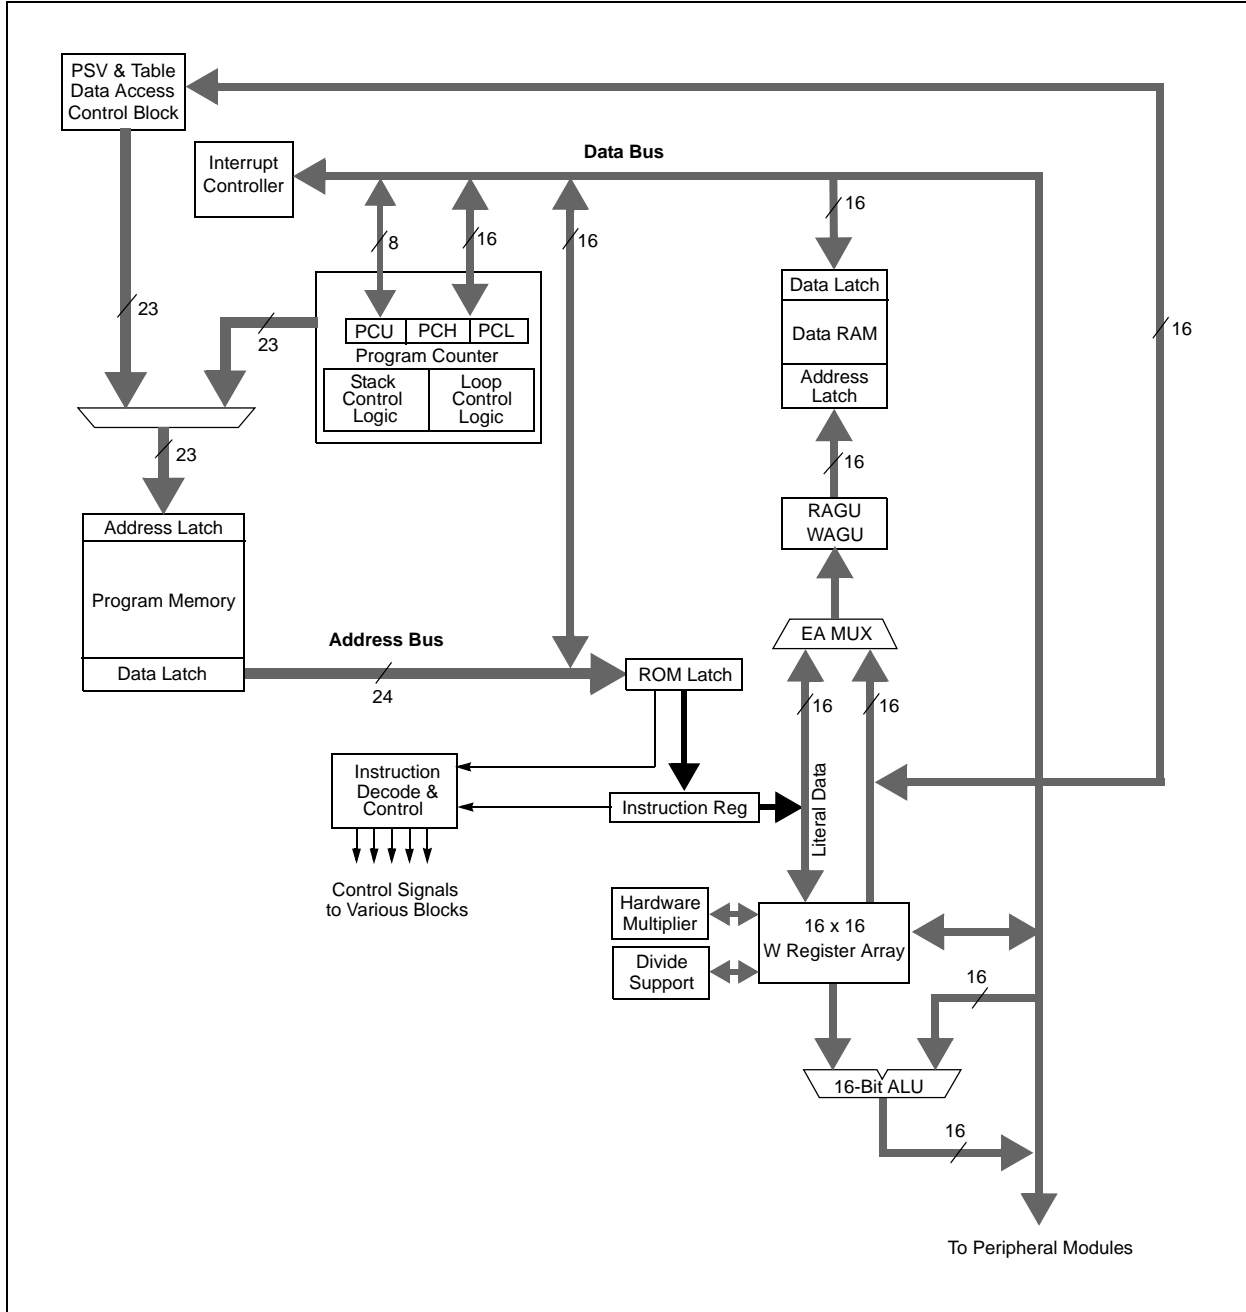 PSV & Table
Data Access
Control Block
Data Bus
Interrupt
Controller
16
8
16
16
23
23
16
Data Latch
Data RAM
Address
Latch
PCU
PCH
PCL
Program Counter
Stack
Control
Logic
Loop
Control
Logic
23
16
RAGU
WAGU
Address Latch
Program Memory
Data Latch
Address Bus
24
EA MUX
ROM Latch
16
16
Instruction
Decode &
Control
Instruction Reg
Literal Data
Control Signals
to Various Blocks
Hardware
Multiplier
16 x 16
W Register Array
Divide
Support
16
16-Bit ALU
16
To Peripheral Modules